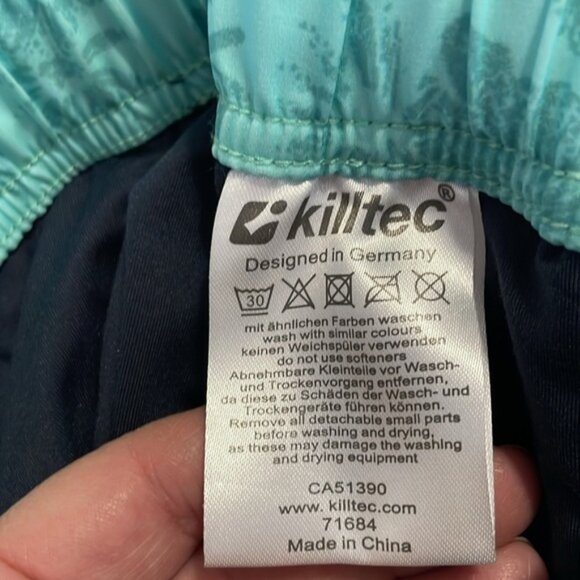 killtec®
Designed in Germany
30
mit ähnlichen Farben waschen
wash with similar colours
keinen Weichspüler verwenden
do not use softeners
Abnehmbare Kleinteile vor Wasch-
und Trockenvorgang entfernen,
da diese zu Schäden der Wasch- und
Trockengeräte führen können.
Remove all detachable small parts
before washing and drying,
as these may damage the washing
and drying equipment
CA51390
www.killtec.com
71684
Made in China